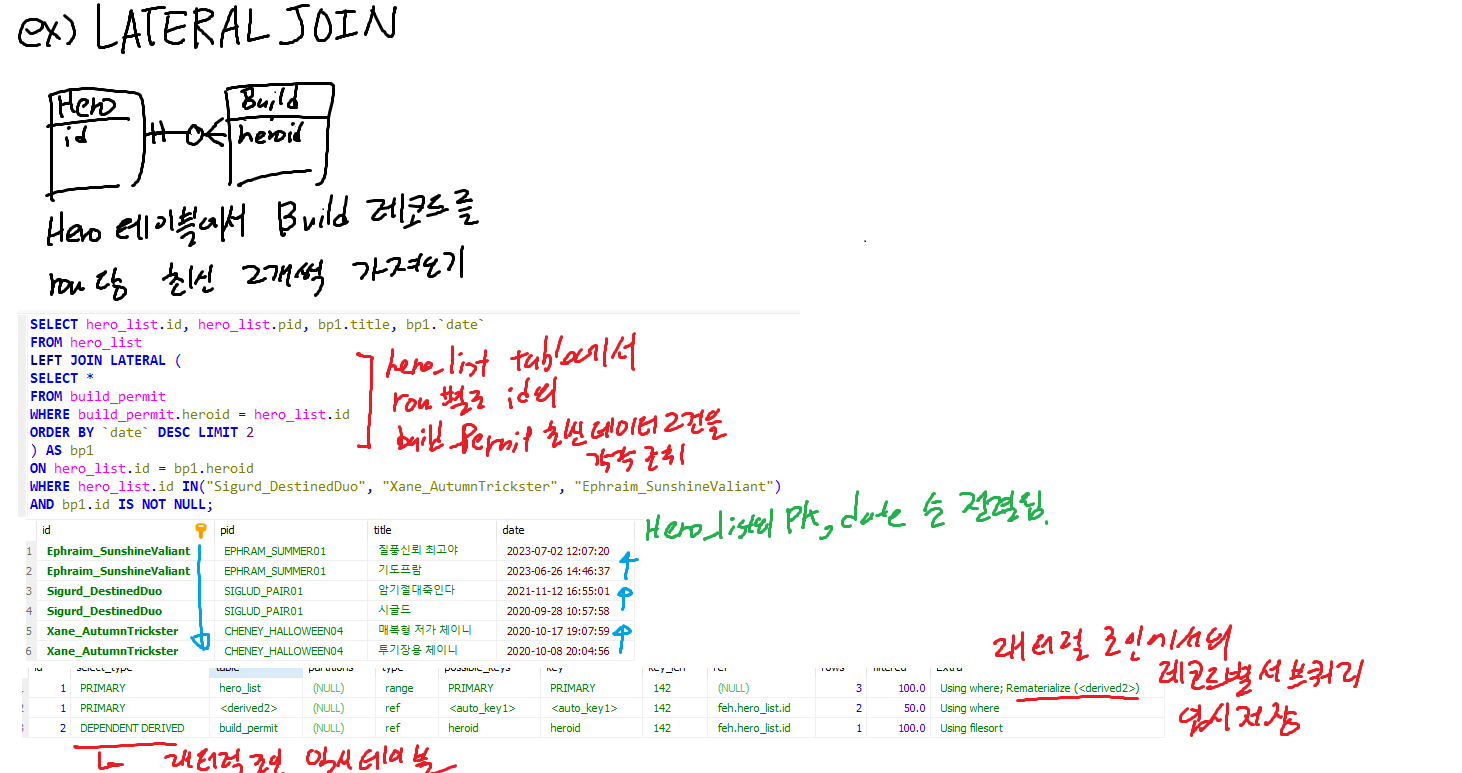 ex) LATERAL JOIN
Hero
id
Build
heroid
Hero 테이블에서 Build 레코드를
row 당 최신 2개씩 가져오기
SELECT hero_list.id, hero_list.pid, bp1.title, bp1.`date`
FROM hero_list
LEFT JOIN LATERAL (
SELECT *
FROM build_permit
WHERE build_permit.heroid = hero_list.id
ORDER BY `date` DESC LIMIT 2
) AS bp1
ON hero_list.id = bp1.heroid
WHERE hero_list.id IN("Sigurd_DestinedDuo", "Xane_AutumnTrickster", "Ephraim_SunshineValiant")
AND bp1.id IS NOT NULL;
hero_list table에서
row 별로 id의
build permit 최신 데이터 2건을
각각 조회
Hero_list의 PK, date 순 정렬됨.
id pid title date
1 Ephraim_SunshineValiant EPHRAM_SUMMER01 질풍신뢰 최고야 2023-07-02 12:07:20
2 Ephraim_SunshineValiant EPHRAM_SUMMER01 기도프람 2023-06-26 14:46:37
3 Sigurd_DestinedDuo SIGLUD_PAIR01 암기절대죽인다 2021-11-12 16:55:01
4 Sigurd_DestinedDuo SIGLUD_PAIR01 시글드 2020-09-28 10:57:58
5 Xane_AutumnTrickster CHENEY_HALLOWEEN04 매복형 저가 체이니 2020-10-17 19:07:59
6 Xane_AutumnTrickster CHENEY_HALLOWEEN04 투기장용 체이니 2020-10-08 20:04:56
래터럴 조인에서의
레코드별 서브쿼리
임시저장
id select_type table partitions type possible_keys key key_len ref rows filtered Extra
1 PRIMARY hero_list (NULL) range PRIMARY PRIMARY 142 (NULL) 3 100.0 Using where; Rematerialize (<derived2>)
1 PRIMARY <derived2> (NULL) ref <auto_key1> <auto_key1> 142 feh.hero_list.id 2 50.0 Using where
2 DEPENDENT DERIVED build_permit (NULL) ref heroid heroid 142 feh.hero_list.id 1 100.0 Using filesort
래터럴 조인 임시 테이블